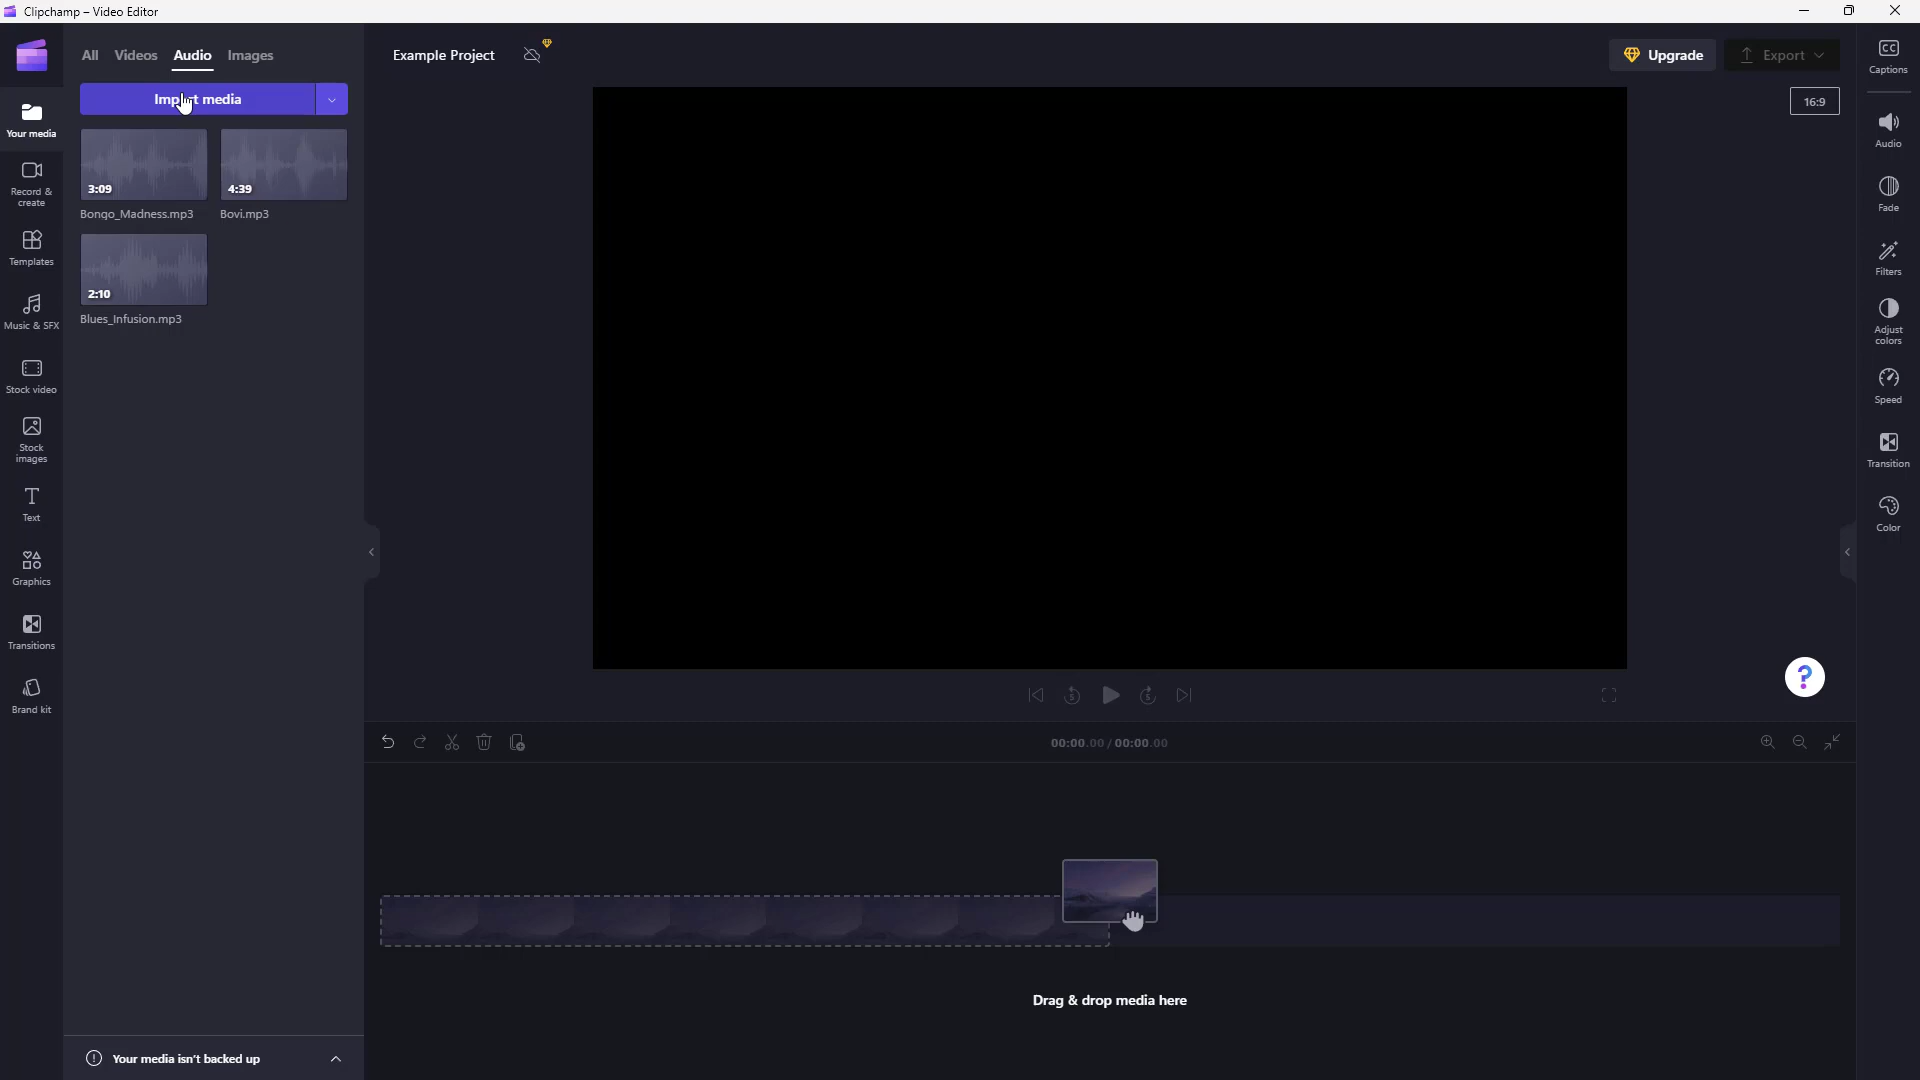 Clipchamp – Video Editor
All Videos Audio Images
Example Project
Upgrade
Export
Import media
16:9
3:09
4:39
Bongo_Madness.mp3
Bovi.mp3
2:10
Blues_Infusion.mp3
Your media
Record &
create
Templates
Music & SFX
Stock video
Stock
images
Text
Graphics
Transitions
Brand kit
CC
Captions
Audio
Fade
Filters
Adjust
colors
Speed
Transition
Color
5
5
?
00:00.00 / 00:00.00
Drag & drop media here
Your media isn't backed up